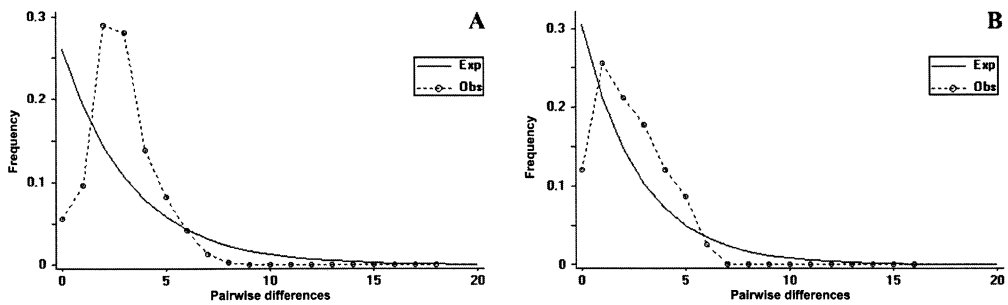 A
0.3
0.2
0.1
0
Frequency
Exp
Obs
0 5 10 15 20
Pairwise differences
B
0.3
0.2
0.1
0
Frequency
Exp
Obs
0 5 10 15 20
Pairwise differences